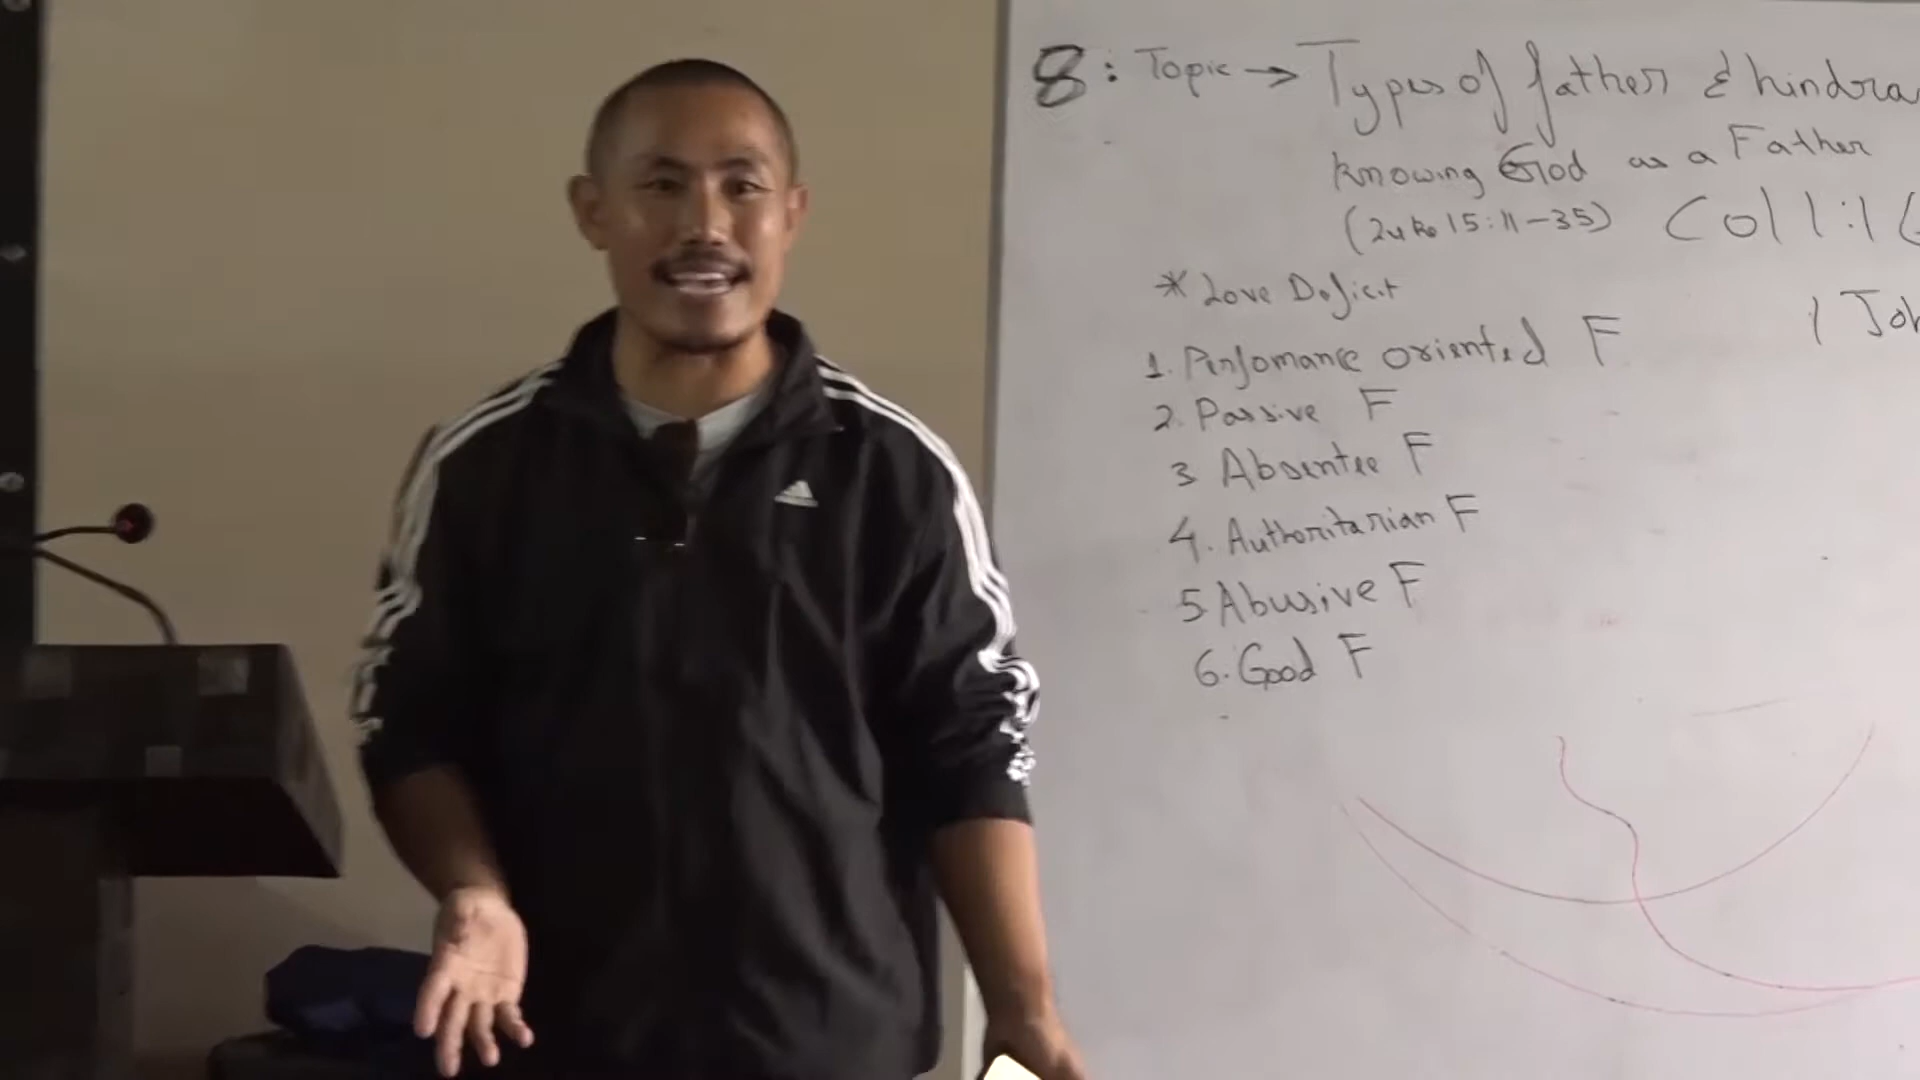 8: Topic → Types of father & hindra
knowing God as a Father
(Luke 15:11-35) Col 1:1
* Love Deficit
1 Joh
1. Perfomance oriented F
2. Passive F
3 Absentee F
4. Authoritarian F
5 Abusive F
6. Good F